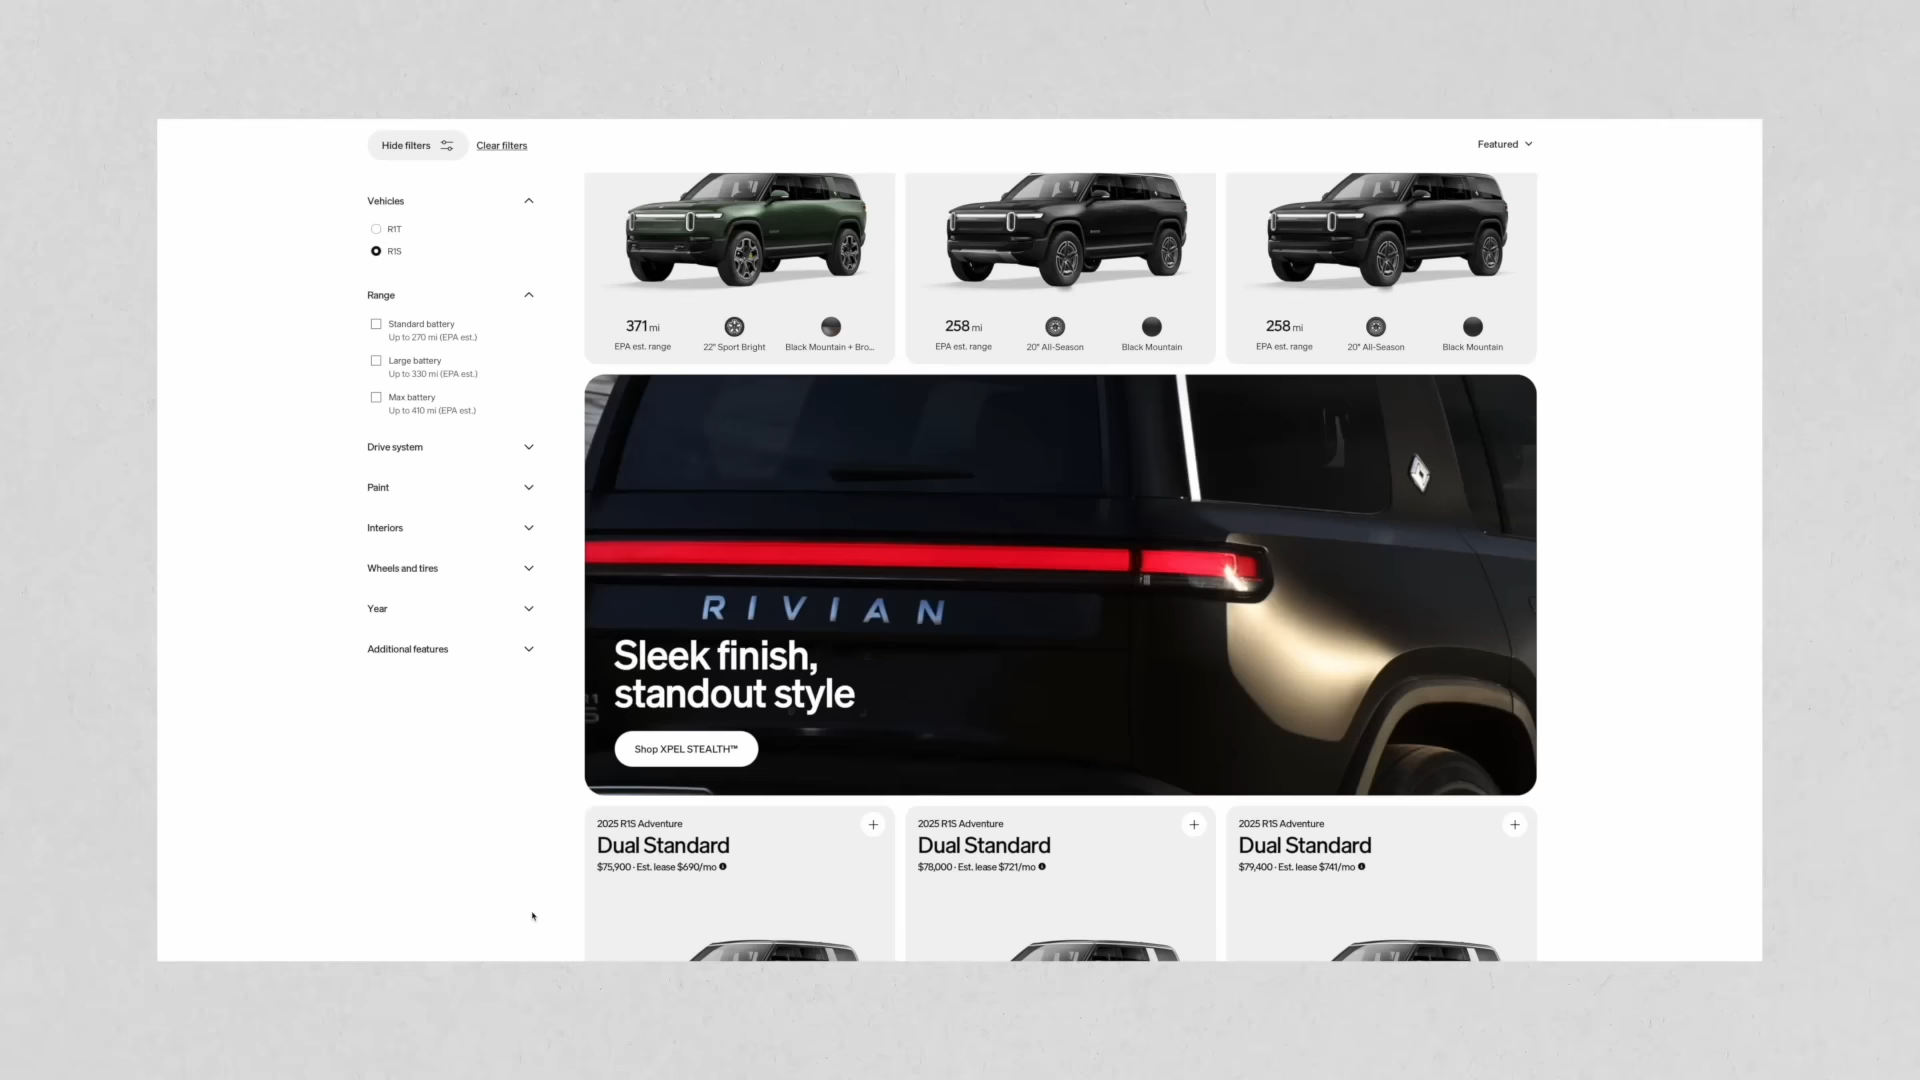 Hide filters
Clear filters
Featured
Vehicles
R1T
R1S
Range
Standard battery
Up to 270 mi (EPA est.)
Large battery
Up to 330 mi (EPA est.)
Max battery
Up to 410 mi (EPA est.)
Drive system
Paint
Interiors
Wheels and tires
Year
Additional features
371 mi
EPA est. range
22" Sport Bright
Black Mountain + Bro...
258 mi
EPA est. range
20" All-Season
Black Mountain
258 mi
EPA est. range
20" All-Season
Black Mountain
RIVIAN
Sleek finish,
standout style
Shop XPEL STEALTH™
2025 R1S Adventure
Dual Standard
$75,900 · Est. lease $690/mo
2025 R1S Adventure
Dual Standard
$78,000 · Est. lease $721/mo
2025 R1S Adventure
Dual Standard
$79,400 · Est. lease $741/mo